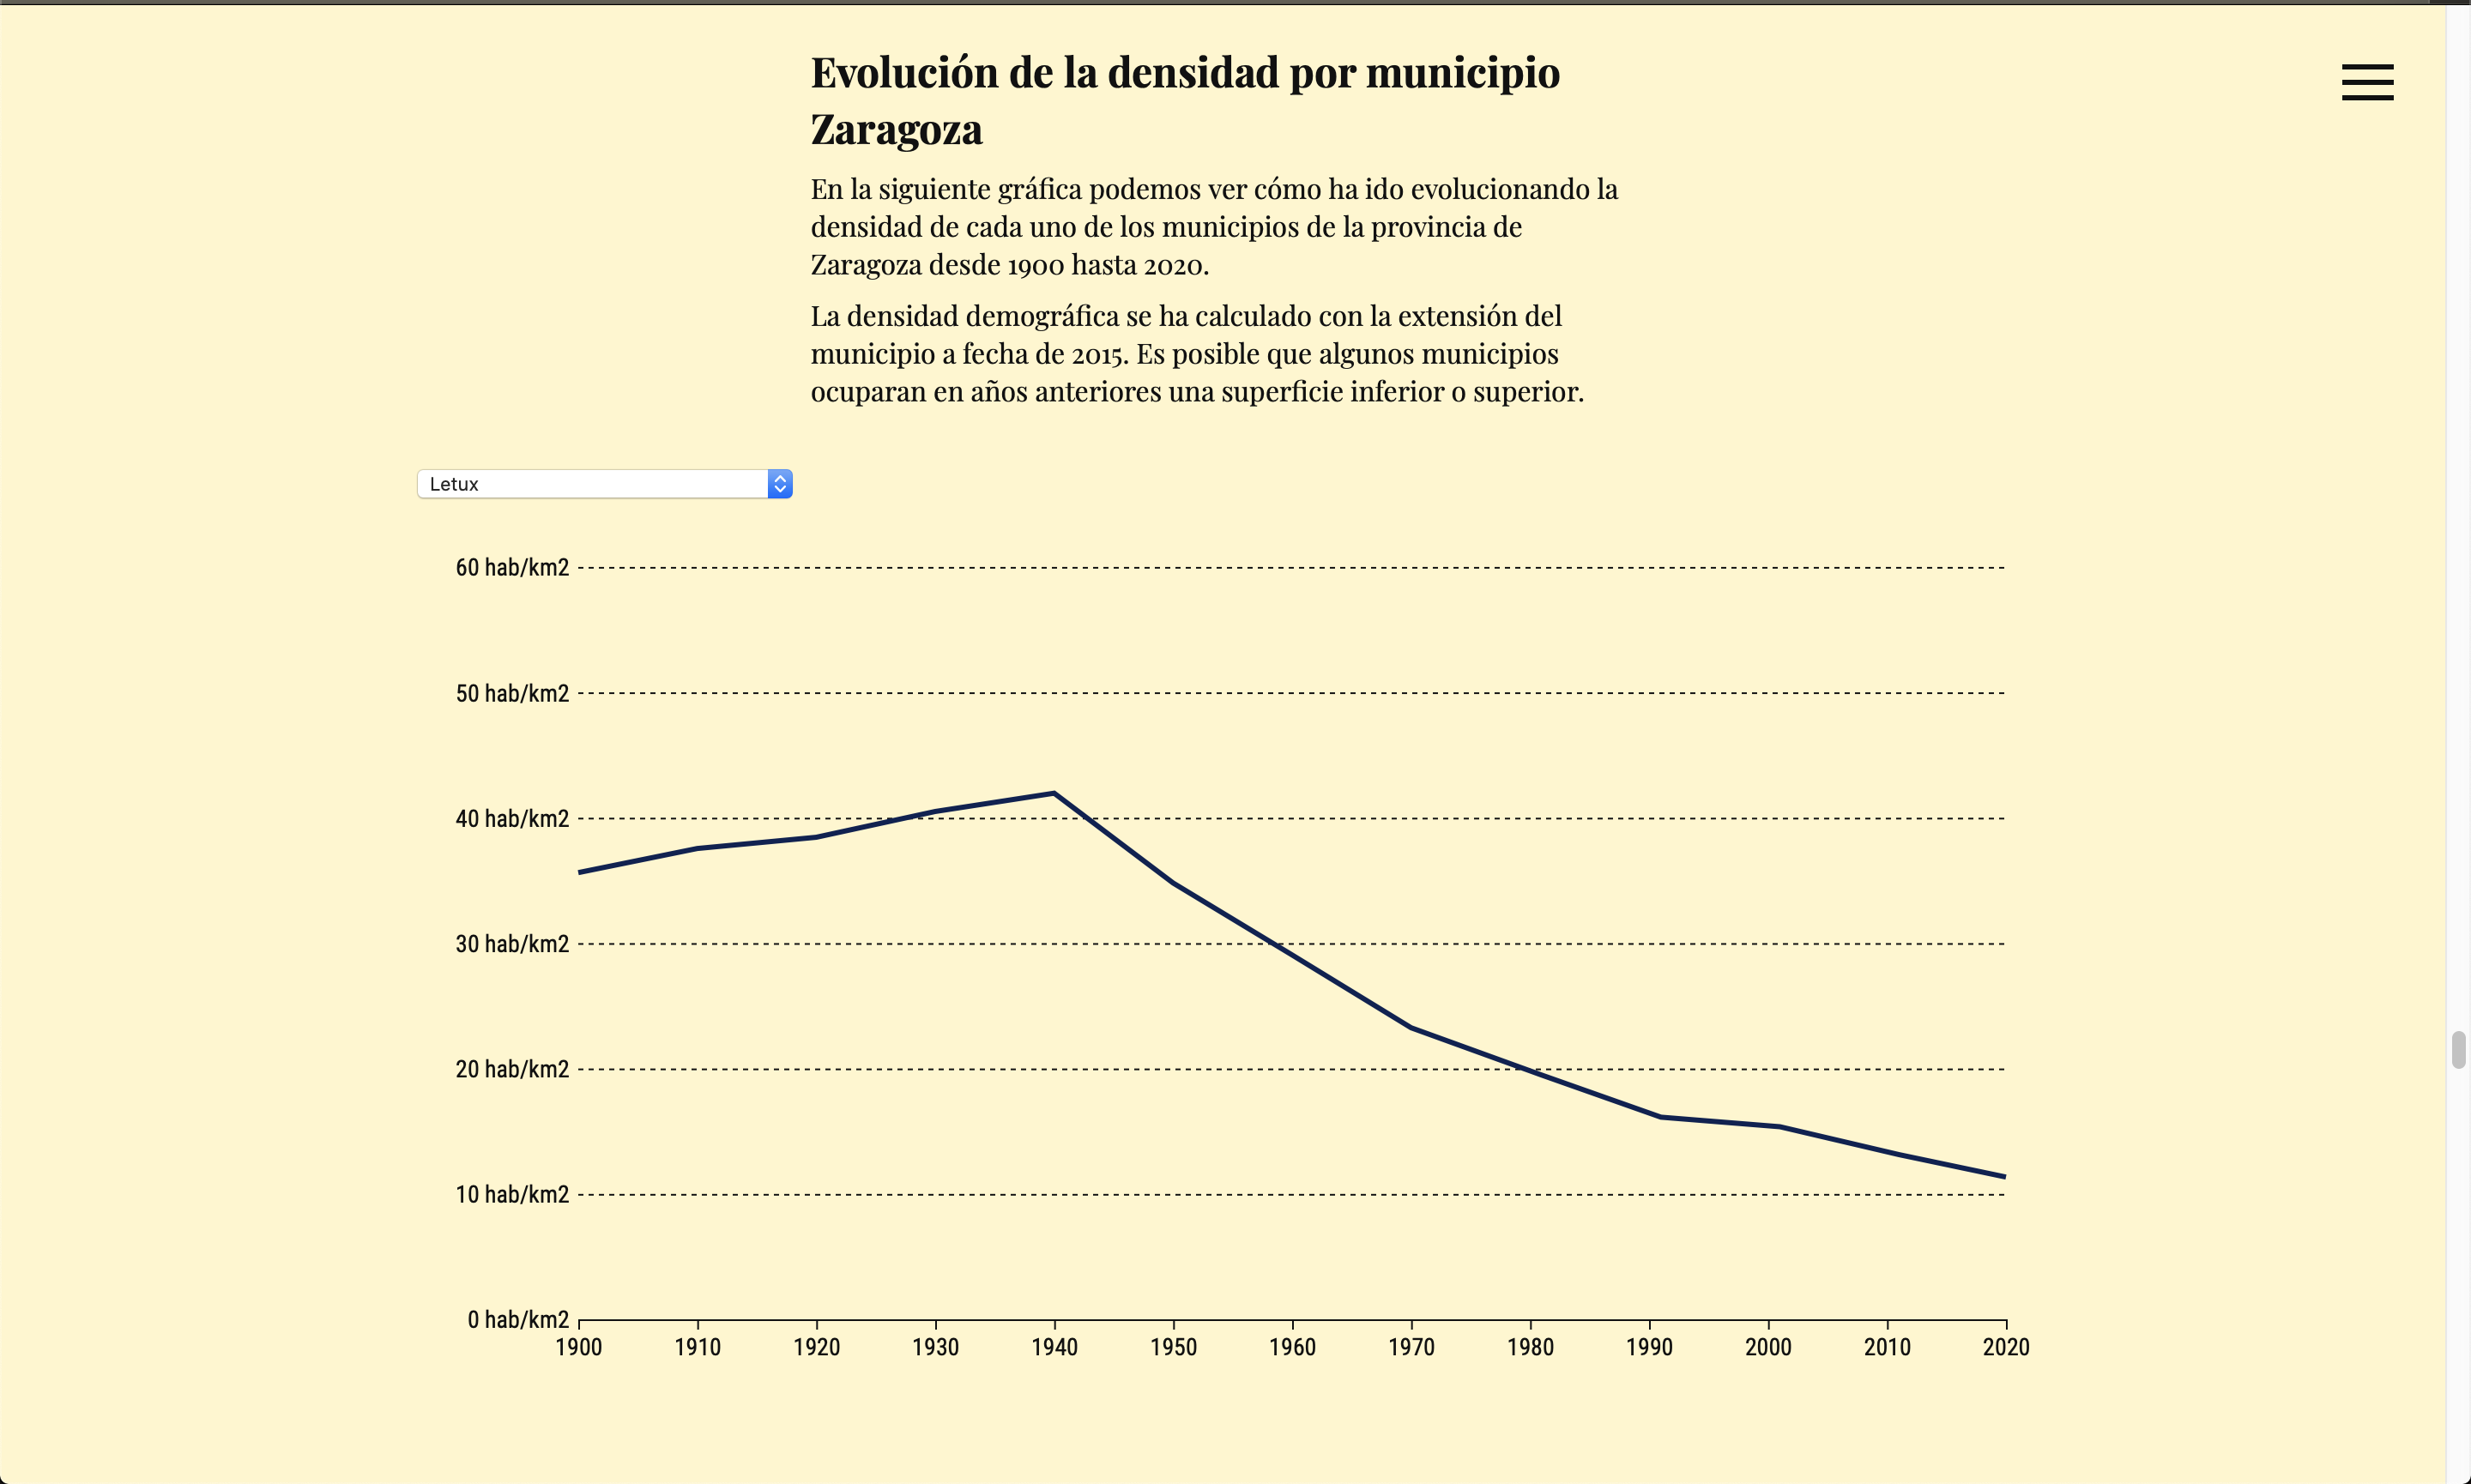 Evolución de la densidad por municipio
Zaragoza
En la siguiente gráfica podemos ver cómo ha ido evolucionando la
densidad de cada uno de los municipios de la provincia de
Zaragoza desde 1900 hasta 2020.
La densidad demográfica se ha calculado con la extensión del
municipio a fecha de 2015. Es posible que algunos municipios
ocuparan en años anteriores una superficie inferior o superior.
Letux
60 hab/km2
50 hab/km2
40 hab/km2
30 hab/km2
20 hab/km2
10 hab/km2
0 hab/km2
1900 1910 1920 1930 1940 1950 1960 1970 1980 1990 2000 2010 2020